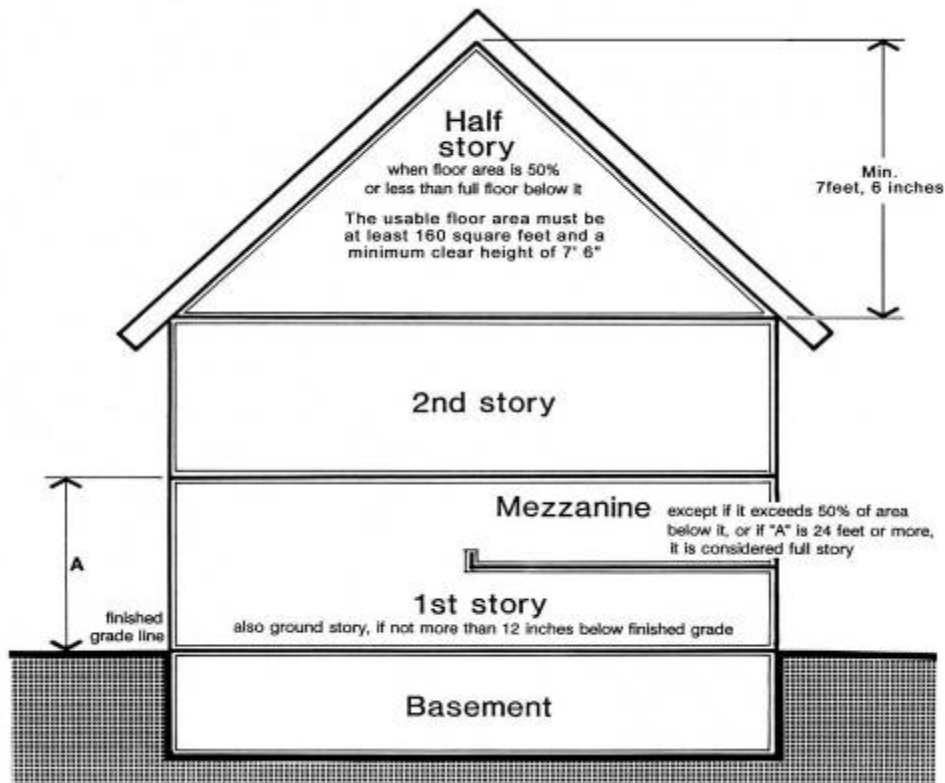 Half
story
when floor area is 50%
or less than full floor below it
The usable floor area must be
at least 160 square feet and a
minimum clear height of 7' 6"
Min.
7feet, 6 inches
2nd story
Mezzanine
except if it exceeds 50% of area
below it, or if "A" is 24 feet or more,
it is considered full story
A
1st story
also ground story, if not more than 12 inches below finished grade
finished
grade line
Basement